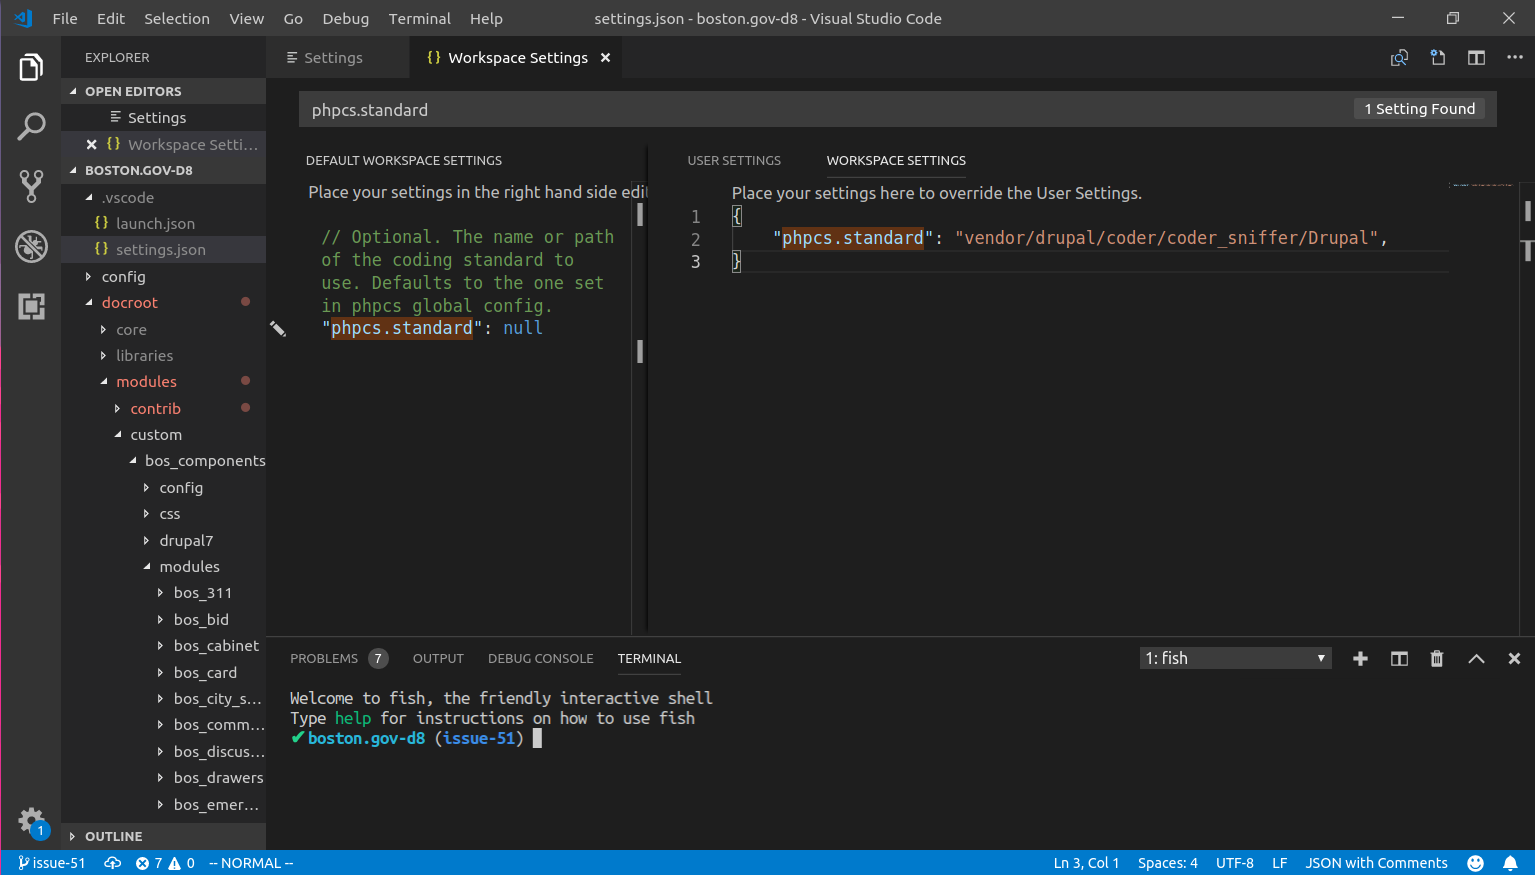 File Edit Selection View Go Debug Terminal Help
settings.json - boston.gov-d8 - Visual Studio Code
EXPLORER
OPEN EDITORS
Settings
Workspace Setti...
BOSTON.GOV-D8
.vscode
{} launch.json
{} settings.json
config
docroot
core
libraries
modules
contrib
custom
bos_components
config
css
drupal7
modules
bos_311
bos_bid
bos_cabinet
bos_card
bos_city_s...
bos_comm...
bos_discus...
bos_drawers
bos_emer...
OUTLINE
1
Settings
{} Workspace Settings
phpcs.standard
1 Setting Found
DEFAULT WORKSPACE SETTINGS
Place your settings in the right hand side edi
// Optional. The name or path
of the coding standard to
use. Defaults to the one set
in phpcs global config.
"phpcs.standard": null
USER SETTINGS WORKSPACE SETTINGS
Place your settings here to override the User Settings.
1 {
2 "phpcs.standard": "vendor/drupal/coder/coder_sniffer/Drupal",
3 }
PROBLEMS 7 OUTPUT DEBUG CONSOLE TERMINAL
1: fish
Welcome to fish, the friendly interactive shell
Type help for instructions on how to use fish
✔ boston.gov-d8 (issue-51)
issue-51 7 0 -- NORMAL --
Ln 3, Col 1 Spaces: 4 UTF-8 LF JSON with Comments